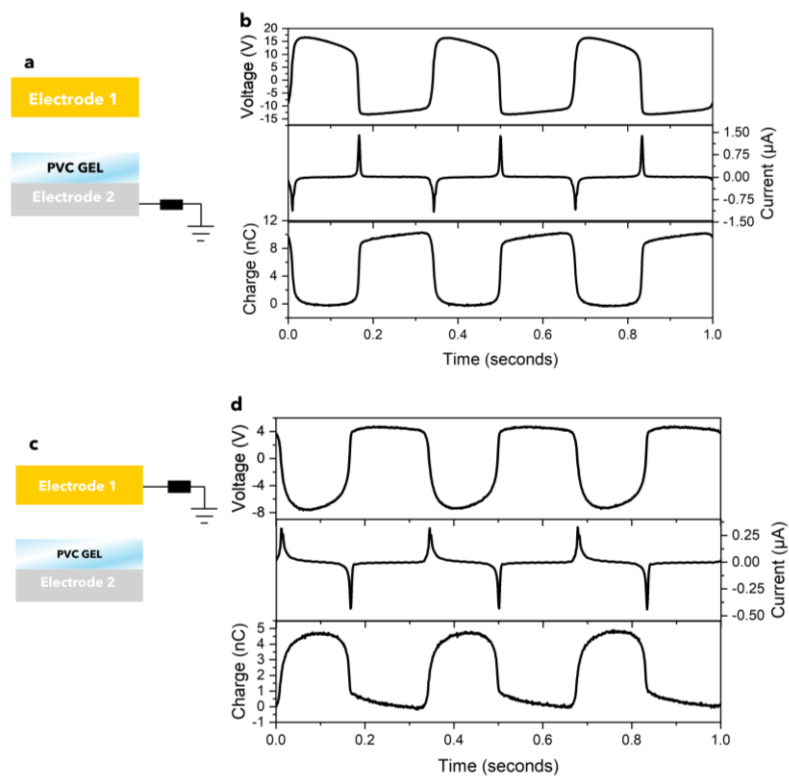 a
Electrode 1
PVC GEL
Electrode 2
b
Voltage (V)
20
15
10
5
0
-5
-10
-15
Current (μA)
1.50
0.75
0.00
-0.75
-1.50
Charge (nC)
12
8
4
0
0.0 0.2 0.4 0.6 0.8 1.0
Time (seconds)
c
Electrode 1
PVC GEL
Electrode 2
d
Voltage (V)
4
0
-4
-8
Current (μA)
0.25
0.00
-0.25
-0.50
Charge (nC)
5
4
3
2
1
0
-1
0.0 0.2 0.4 0.6 0.8 1.0
Time (seconds)